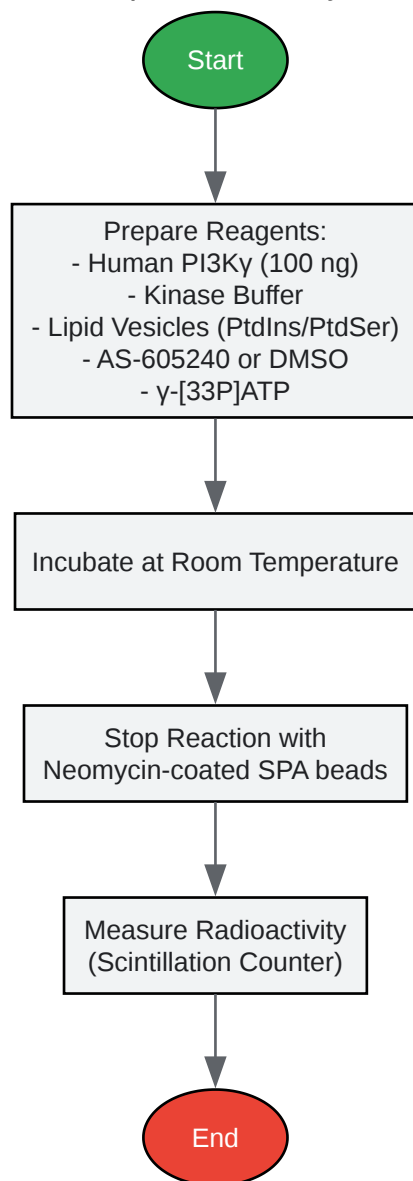 Start
Prepare Reagents:
- Human PI3Kγ (100 ng)
- Kinase Buffer
- Lipid Vesicles (PtdIns/PtdSer)
- AS-605240 or DMSO
- γ-[33P]ATP
Incubate at Room Temperature
Stop Reaction with
Neomycin-coated SPA beads
Measure Radioactivity
(Scintillation Counter)
End